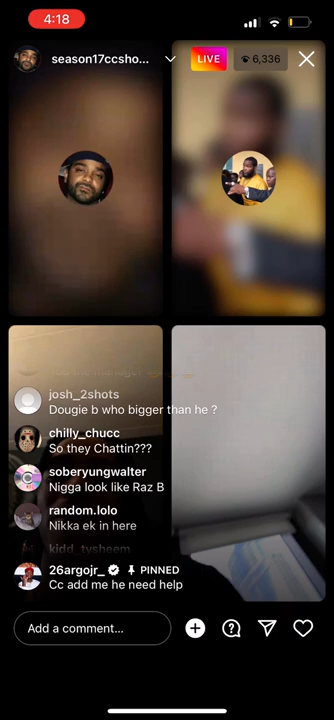 4:18
season17ccsho...
LIVE
6,336
josh_2shots
Dougie b who bigger than he ?
chilly_chucc
So they Chattin???
soberyungwalter
Nigga look like Raz B
random.lolo
Nikka ek in here
kidd_tysheem
26argojr_ PINNED
Cc add me he need help
Add a comment...